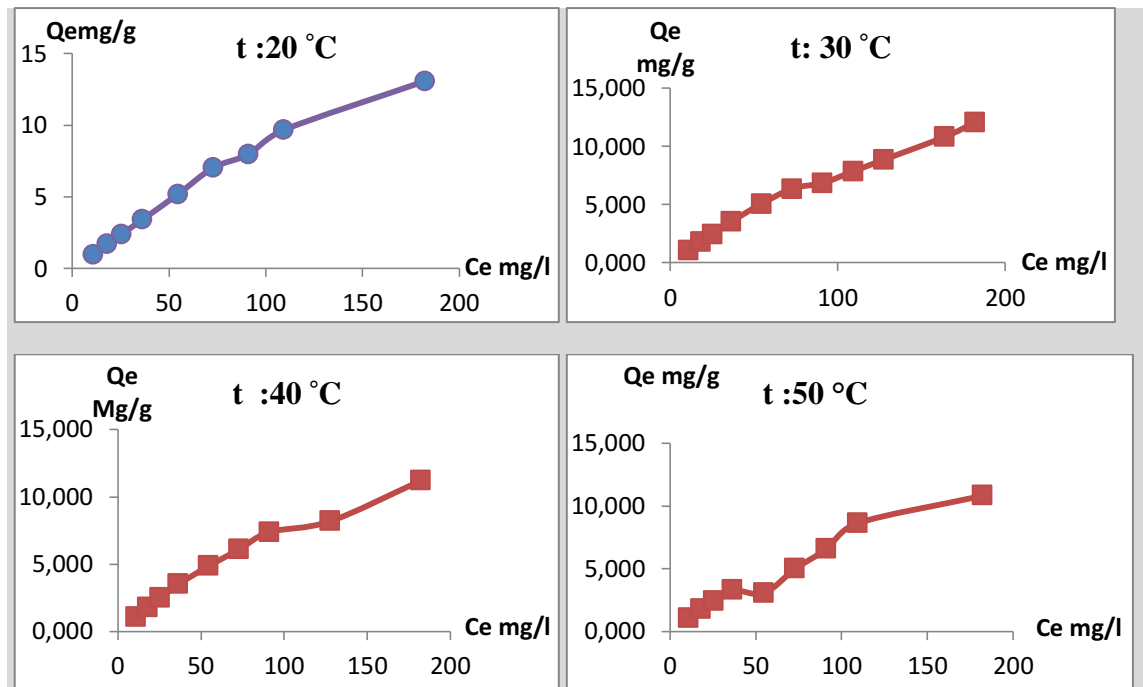 Qemg/g
t :20 °C
15
10
5
0
0 50 100 150 200
Ce mg/l
Qe
mg/g
t: 30 °C
15,000
10,000
5,000
0,000
0 100 200
Ce mg/l
Qe
Mg/g
t :40 °C
15,000
10,000
5,000
0,000
0 50 100 150 200
Ce mg/l
Qe mg/g
t :50 °C
15,000
10,000
5,000
0,000
0 50 100 150 200
Ce mg/l